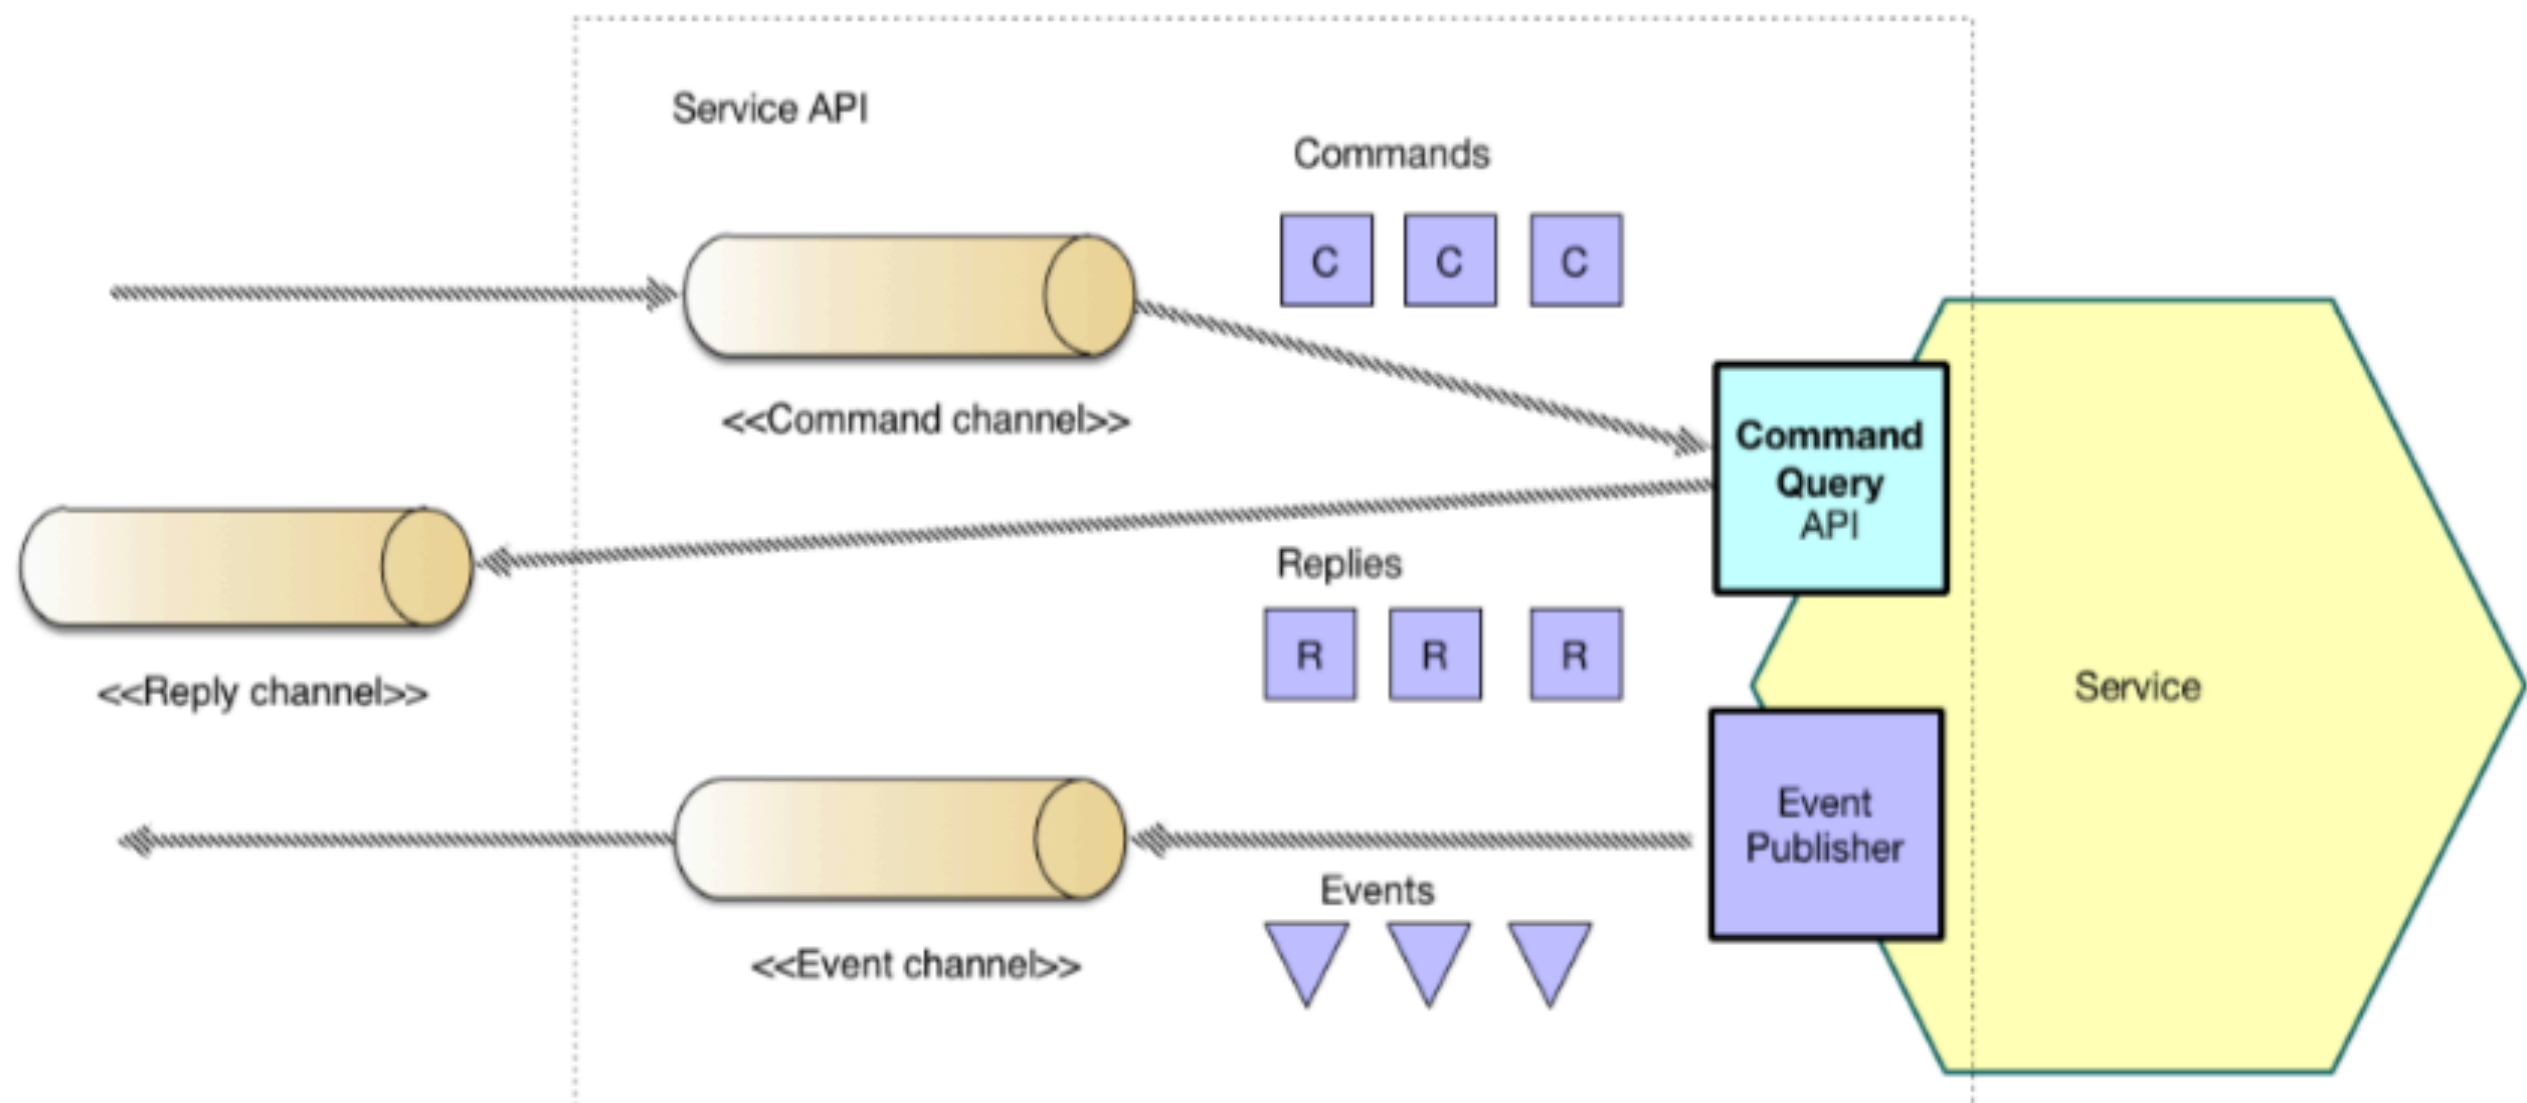 Service API
Commands
C C C
<<Command channel>>
Command
Query
API
Replies
R R R
<<Reply channel>>
Service
Event
Publisher
Events
<<Event channel>>